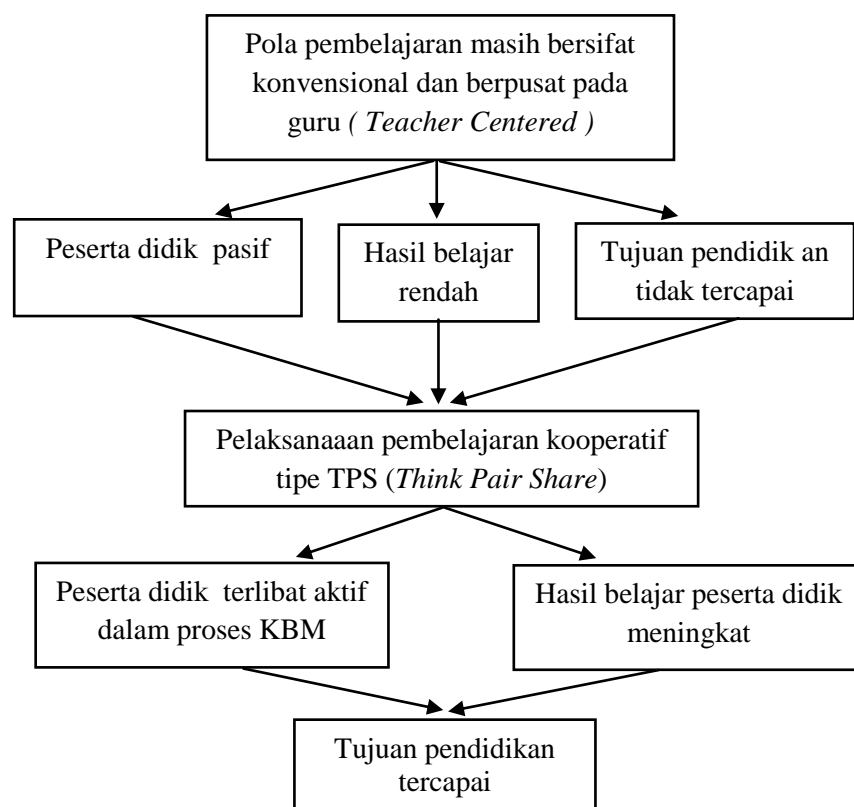 Pola pembelajaran masih bersifat
konvensional dan berpusat pada
guru ( Teacher Centered )
Peserta didik pasif
Hasil belajar
rendah
Tujuan pendidik an
tidak tercapai
Pelaksanaaan pembelajaran kooperatif
tipe TPS (Think Pair Share)
Peserta didik terlibat aktif
dalam proses KBM
Hasil belajar peserta didik
meningkat
Tujuan pendidikan
tercapai